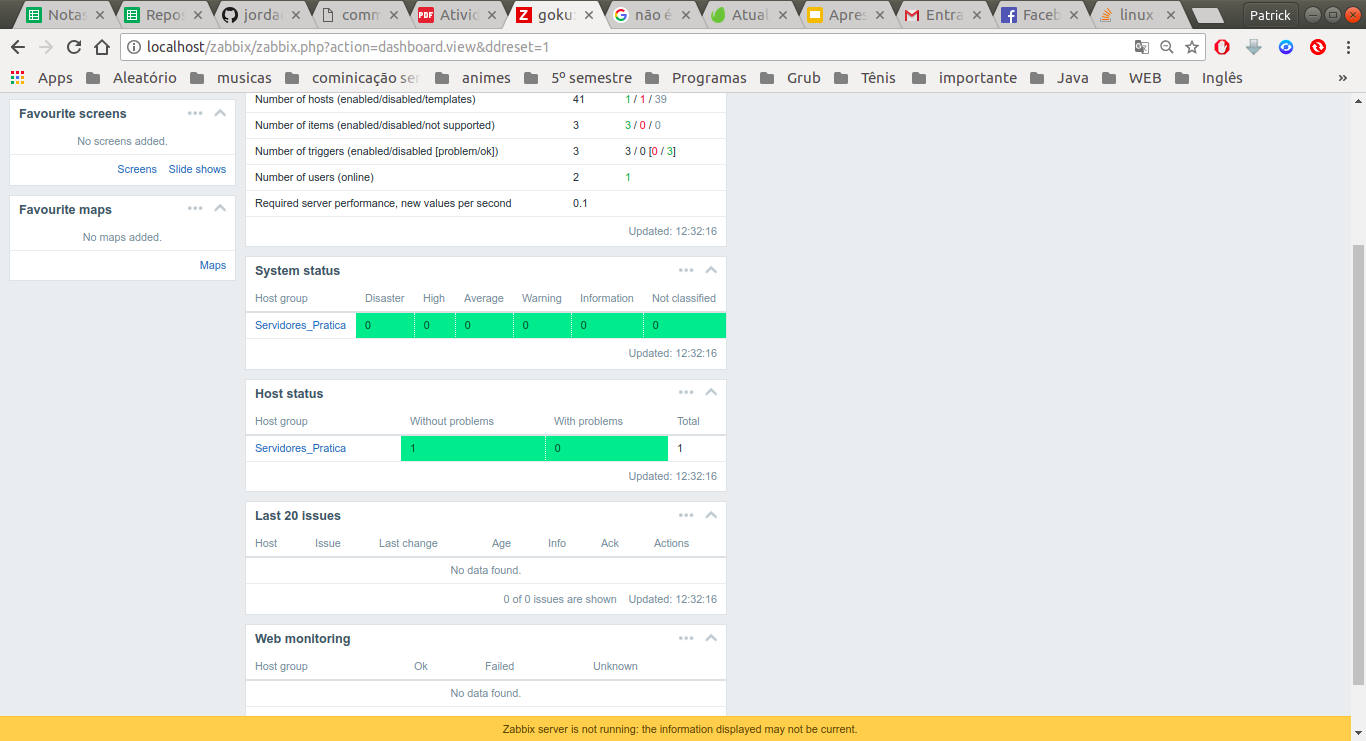 Notas
Repos
jorda
comm
Ativid
goku:
não é
Atual
Apres
Entra
Faceb
linux
Patrick
localhost/zabbix/zabbix.php?action=dashboard.view&ddreset=1
Apps
Aleatório
musicas
cominicação ser
animes
5º semestre
Programas
Grub
Tênis
importante
Java
WEB
Inglês
»
Favourite screens
No screens added.
Screens Slide shows
Favourite maps
No maps added.
Maps
Number of hosts (enabled/disabled/templates) 41 1 / 1 / 39
Number of items (enabled/disabled/not supported) 3 3 / 0 / 0
Number of triggers (enabled/disabled [problem/ok]) 3 3 / 0 [0 / 3]
Number of users (online) 2 1
Required server performance, new values per second 0.1
Updated: 12:32:16
System status
Host group Disaster High Average Warning Information Not classified
Servidores_Pratica 0 0 0 0 0 0
Updated: 12:32:16
Host status
Host group Without problems With problems Total
Servidores_Pratica 1 0 1
Updated: 12:32:16
Last 20 issues
Host Issue Last change Age Info Ack Actions
No data found.
0 of 0 issues are shown Updated: 12:32:16
Web monitoring
Host group Ok Failed Unknown
No data found.
Zabbix server is not running: the information displayed may not be current.